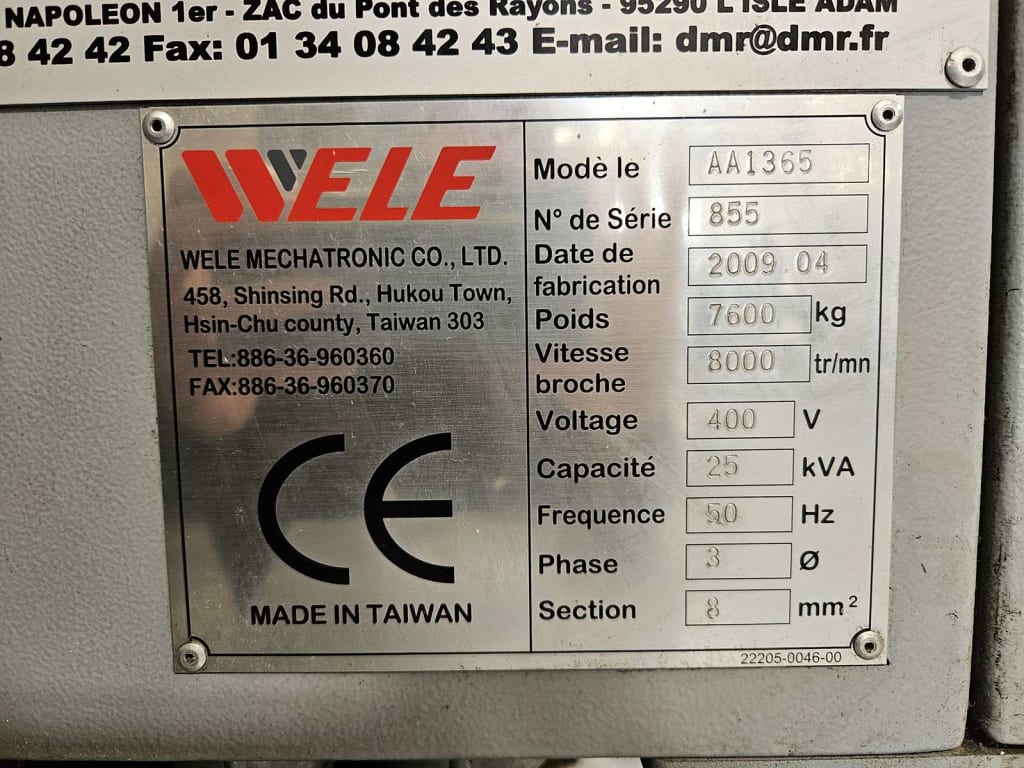 NAPOLEON 1er - ZAC du Pont des Rayons - 95290 L'ISLE ADAM
8 42 42 Fax: 01 34 08 42 43 E-mail: dmr@dmr.fr
WELE
WELE MECHATRONIC CO., LTD.
458, Shinsing Rd., Hukou Town,
Hsin-Chu county, Taiwan 303
TEL:886-36-960360
FAX:886-36-960370
CE
MADE IN TAIWAN
Modè le AA1365
N° de Série 855
Date de
fabrication 2009.04
Poids 7600 kg
Vitesse
broche 8000 tr/mn
Voltage 400 V
Capacité 25 kVA
Frequence 50 Hz
Phase 3 Ø
Section 8 mm²
22205-0046-00